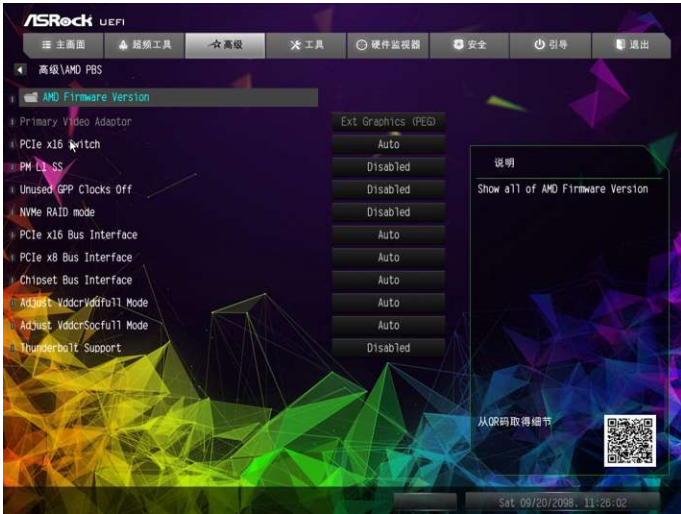 ASRock UEFI
主画面 超频工具 高级 工具 硬件监视器 安全 引导 退出
高级\AMD PBS
AMD Firmware Version
Primary Video Adaptor Ext Graphics (PEG)
PCIe x16 Switch Auto
PM L1 SS Disabled
Unused GPP Clocks Off Disabled
NVMe RAID mode Disabled
PCIe x16 Bus Interface Auto
PCIe x8 Bus Interface Auto
Chipset Bus Interface Auto
Adjust VddcrVddfull Mode Auto
Adjust VddcrSocfull Mode Auto
Thunderbolt Support Disabled
说明
Show all of AMD Firmware Version
从QR码取得细节
Sat 09/20/2098. 11:26:02